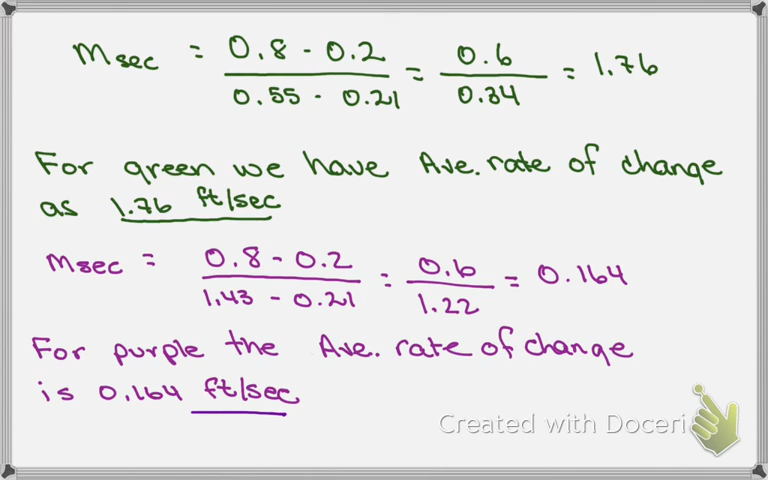 Msec = 0.8 - 0.2 / 0.55 - 0.21 = 0.6 / 0.34 = 1.76
For green we have Ave. rate of change
as 1.76 ft/sec
Msec = 0.8 - 0.2 / 1.43 - 0.21 = 0.6 / 1.22 = 0.164
For purple the Ave. rate of change
is 0.164 ft/sec
Created with Doceri